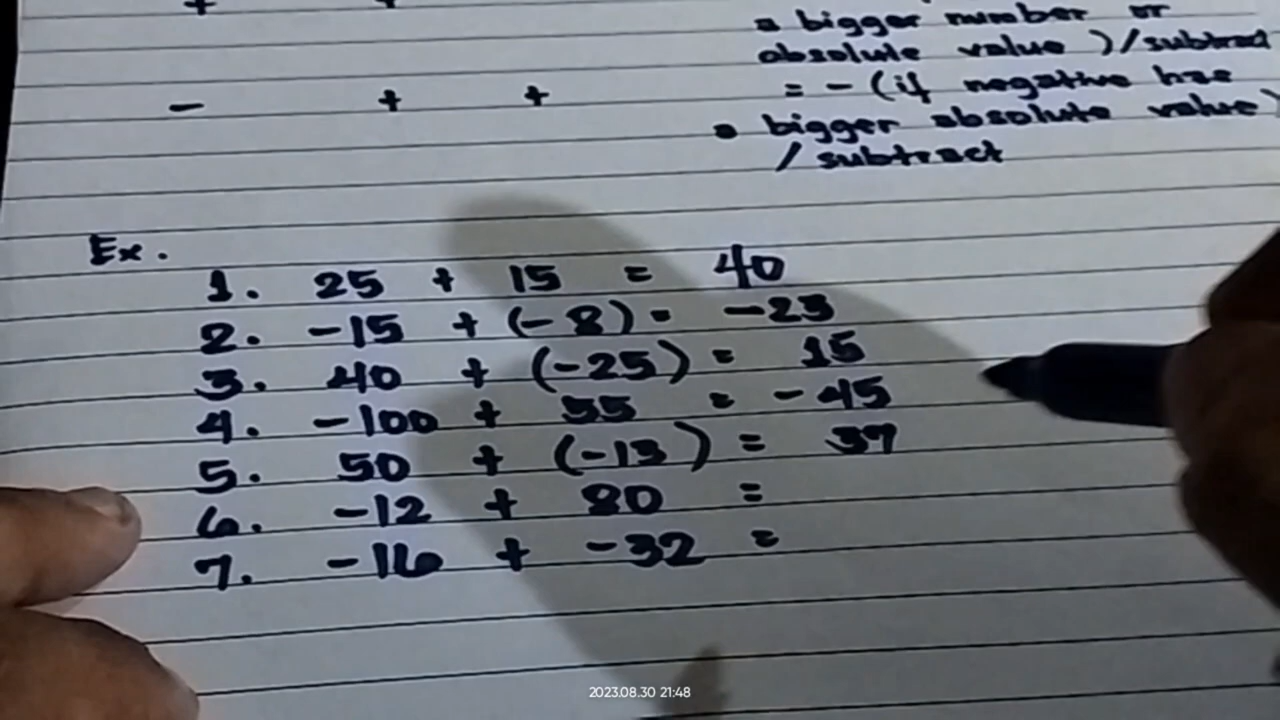 + +
a bigger number or
absolute value )/subtract
- + + = - (if negative has
a bigger absolute value)
/ subtract
Ex.
1. 25 + 15 = 40
2. -15 + (-8) = -23
3. 40 + (-25) = 15
4. -100 + 55 = -45
5. 50 + (-13) = 37
6. -12 + 80 =
7. -16 + -32 =
2023.08.30 21:48